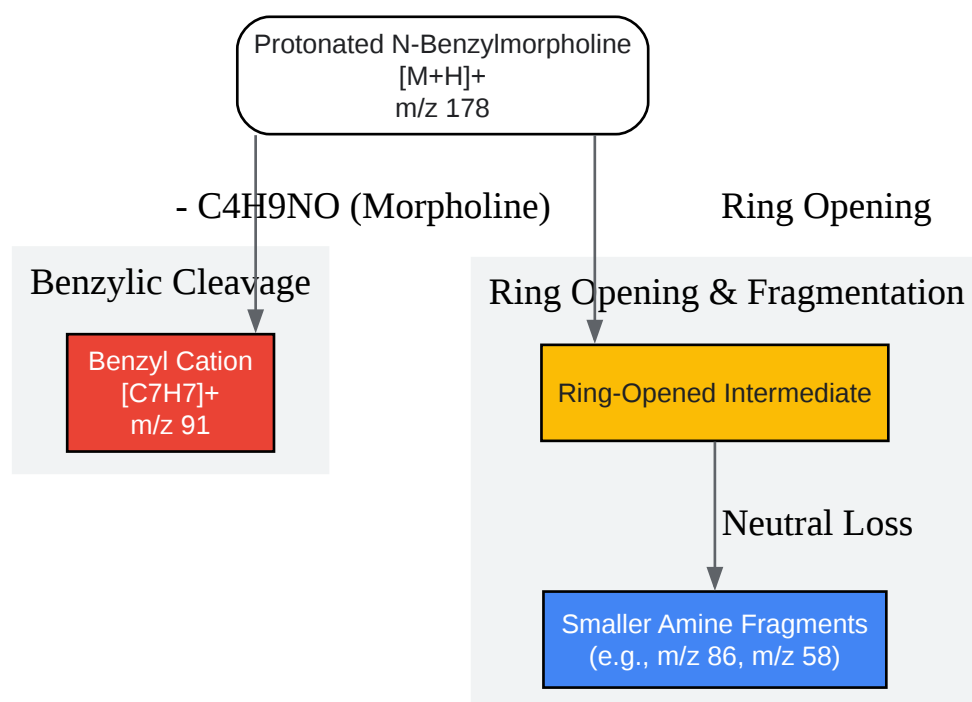 Protonated N-Benzylmorpholine
[M+H]+
m/z 178
- C4H9NO (Morpholine)
Ring Opening
Benzylic Cleavage
Benzyl Cation
[C7H7]+
m/z 91
Ring Opening & Fragmentation
Ring-Opened Intermediate
Neutral Loss
Smaller Amine Fragments
(e.g., m/z 86, m/z 58)